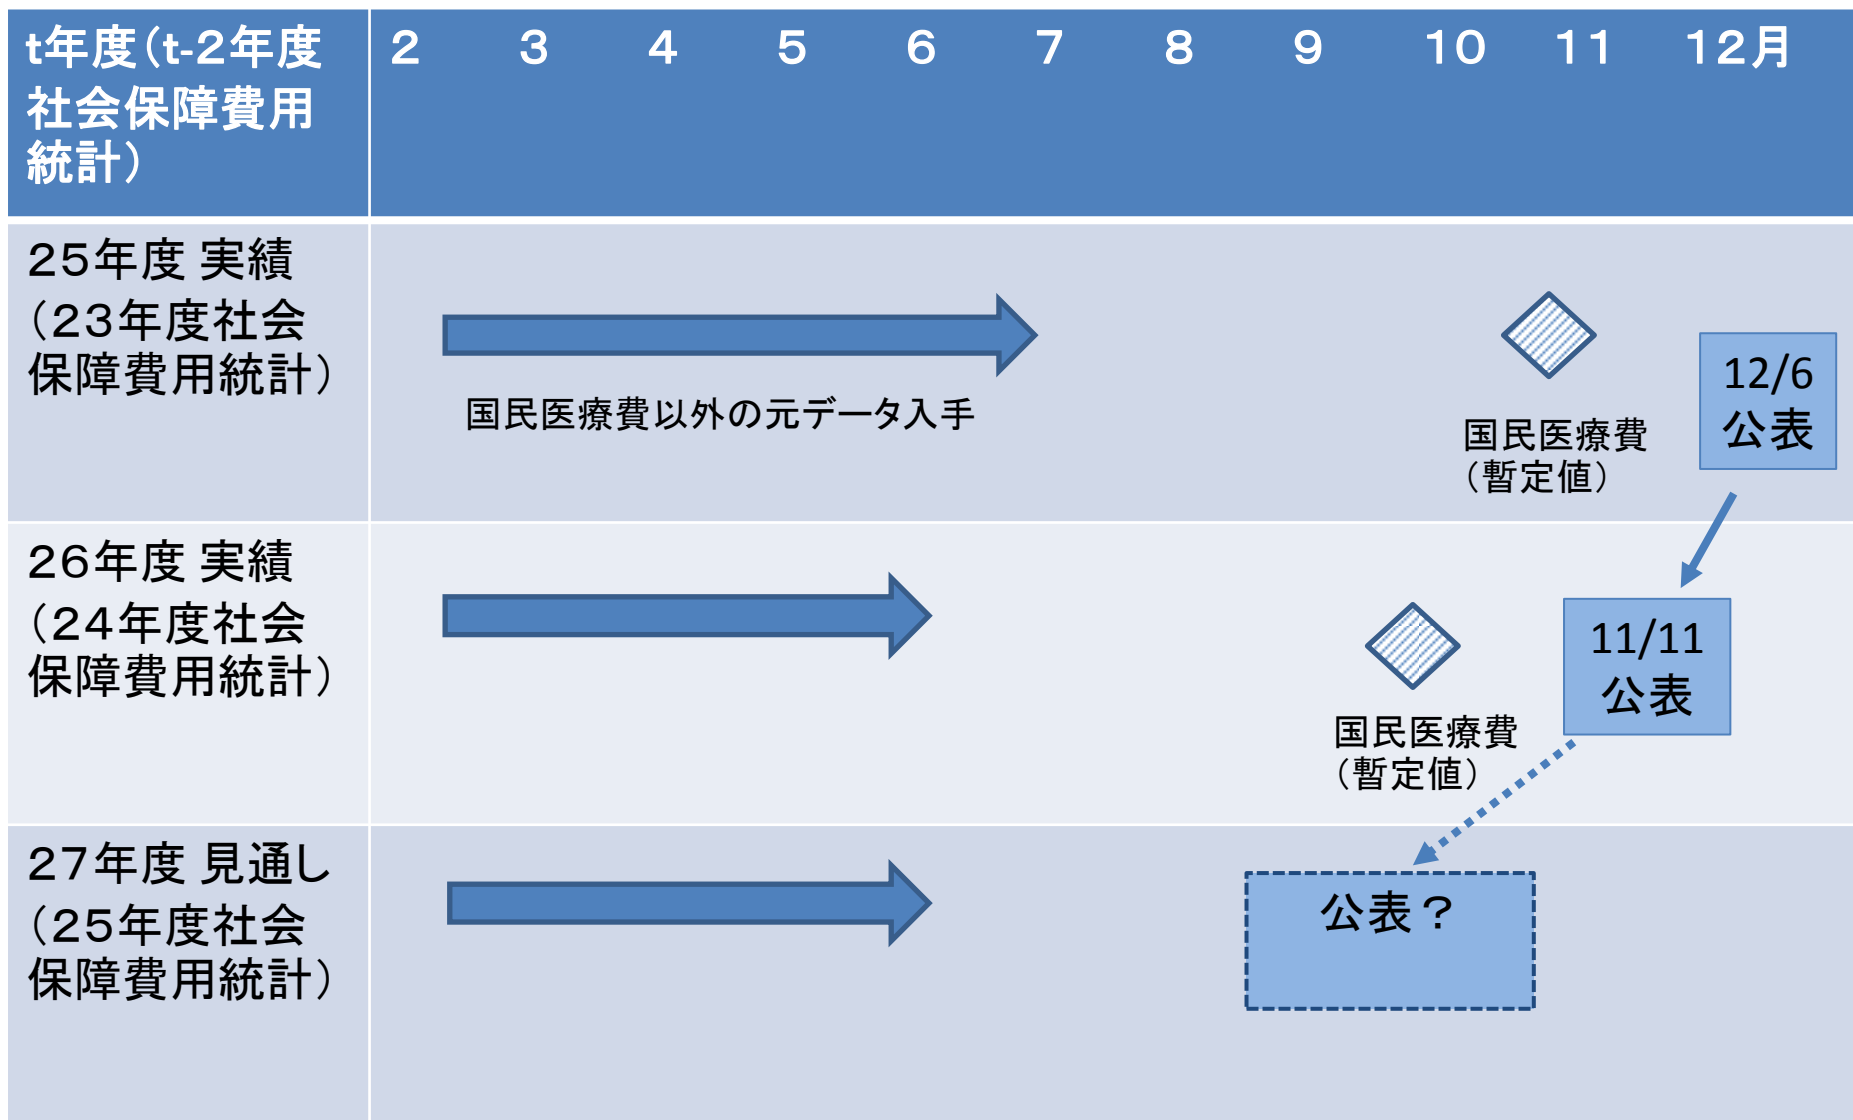 t年度（t-２年度
社会保障費用
統計）
２ ３ ４ ５ ６ ７ ８ ９ １０ １１ １２月
２５年度 実績
（２３年度社会
保障費用統計）
国民医療費以外の元データ入手
国民医療費
（暫定値）
12/6
公表
２６年度 実績
（２４年度社会
保障費用統計）
国民医療費
（暫定値）
11/11
公表
２７年度 見通し
（２５年度社会
保障費用統計）
公表？